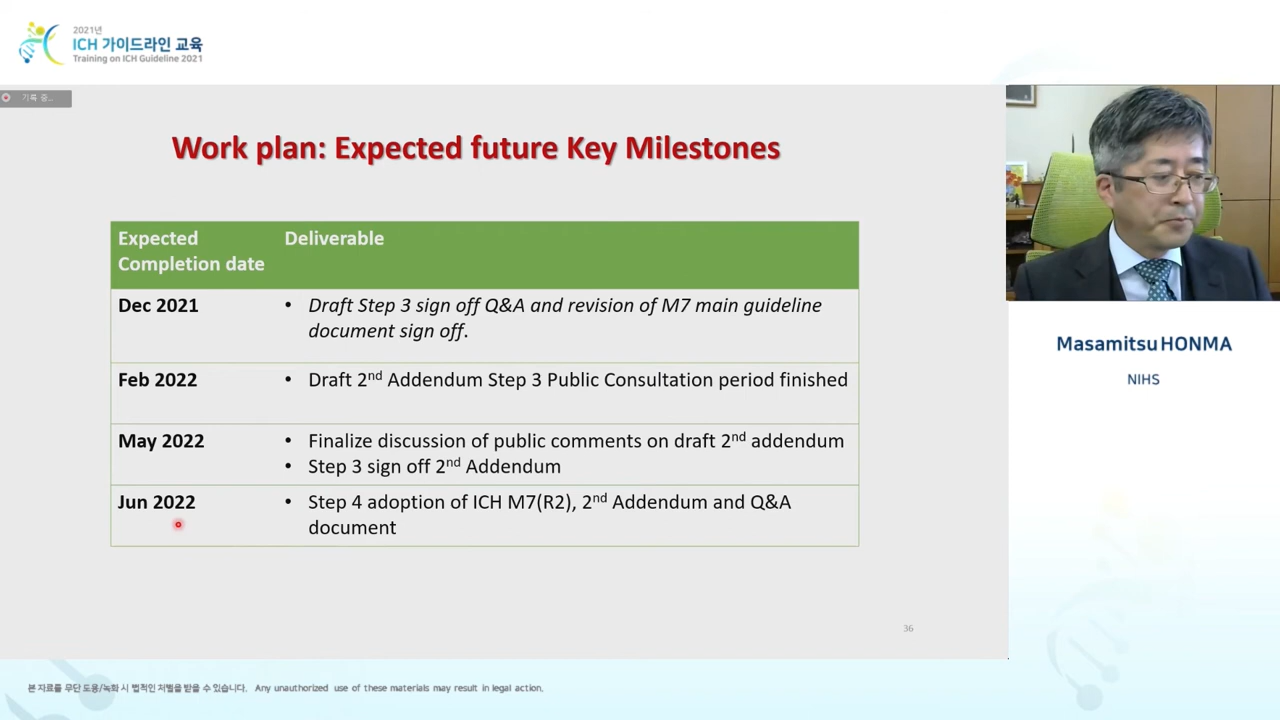 2021년
ICH 가이드라인 교육
Training on ICH Guideline 2021
기록 중...
Work plan: Expected future Key Milestones
Expected Completion date
Deliverable
Dec 2021
• Draft Step 3 sign off Q&A and revision of M7 main guideline
document sign off.
Feb 2022
• Draft 2nd Addendum Step 3 Public Consultation period finished
May 2022
• Finalize discussion of public comments on draft 2nd addendum
• Step 3 sign off 2nd Addendum
Jun 2022
• Step 4 adoption of ICH M7(R2), 2nd Addendum and Q&A
document
36
Masamitsu HONMA
NIHS
본 자료를 무단 도용/녹화 시 법적인 처벌을 받을 수 있습니다. Any unauthorized use of these materials may result in legal action.